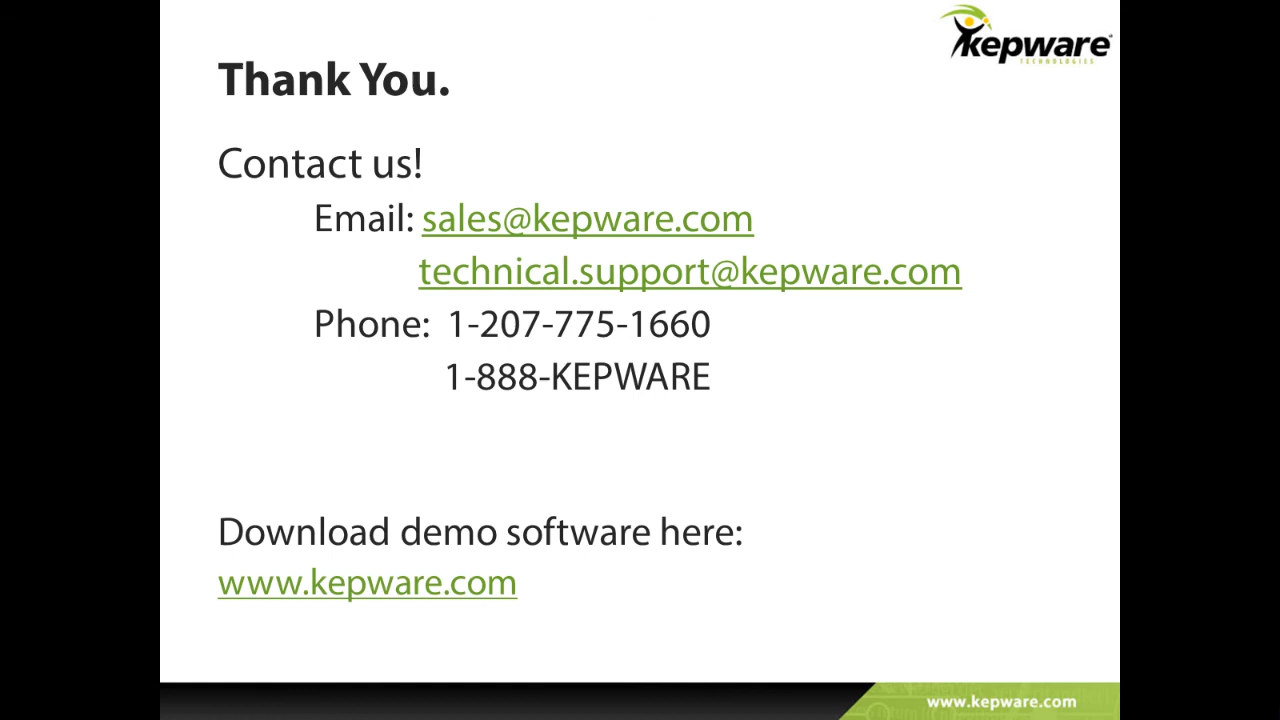 kepware
TECHNOLOGIES
Thank You.
Contact us!
Email: sales@kepware.com
technical.support@kepware.com
Phone: 1-207-775-1660
1-888-KEPWARE
Download demo software here:
www.kepware.com
www.kepware.com